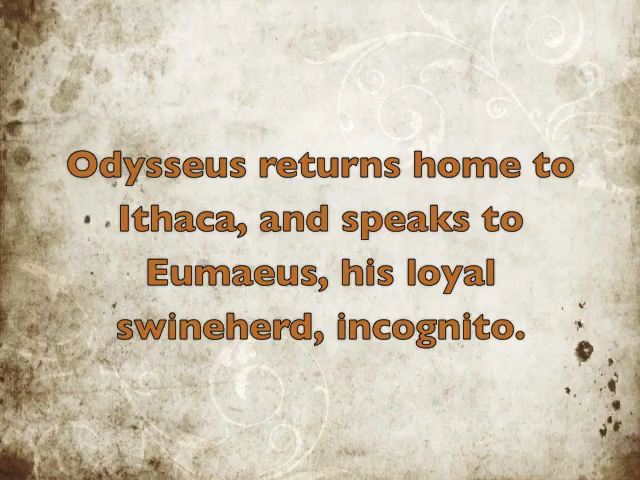 Odysseus returns home to
Ithaca, and speaks to
Eumaeus, his loyal
swineherd, incognito.